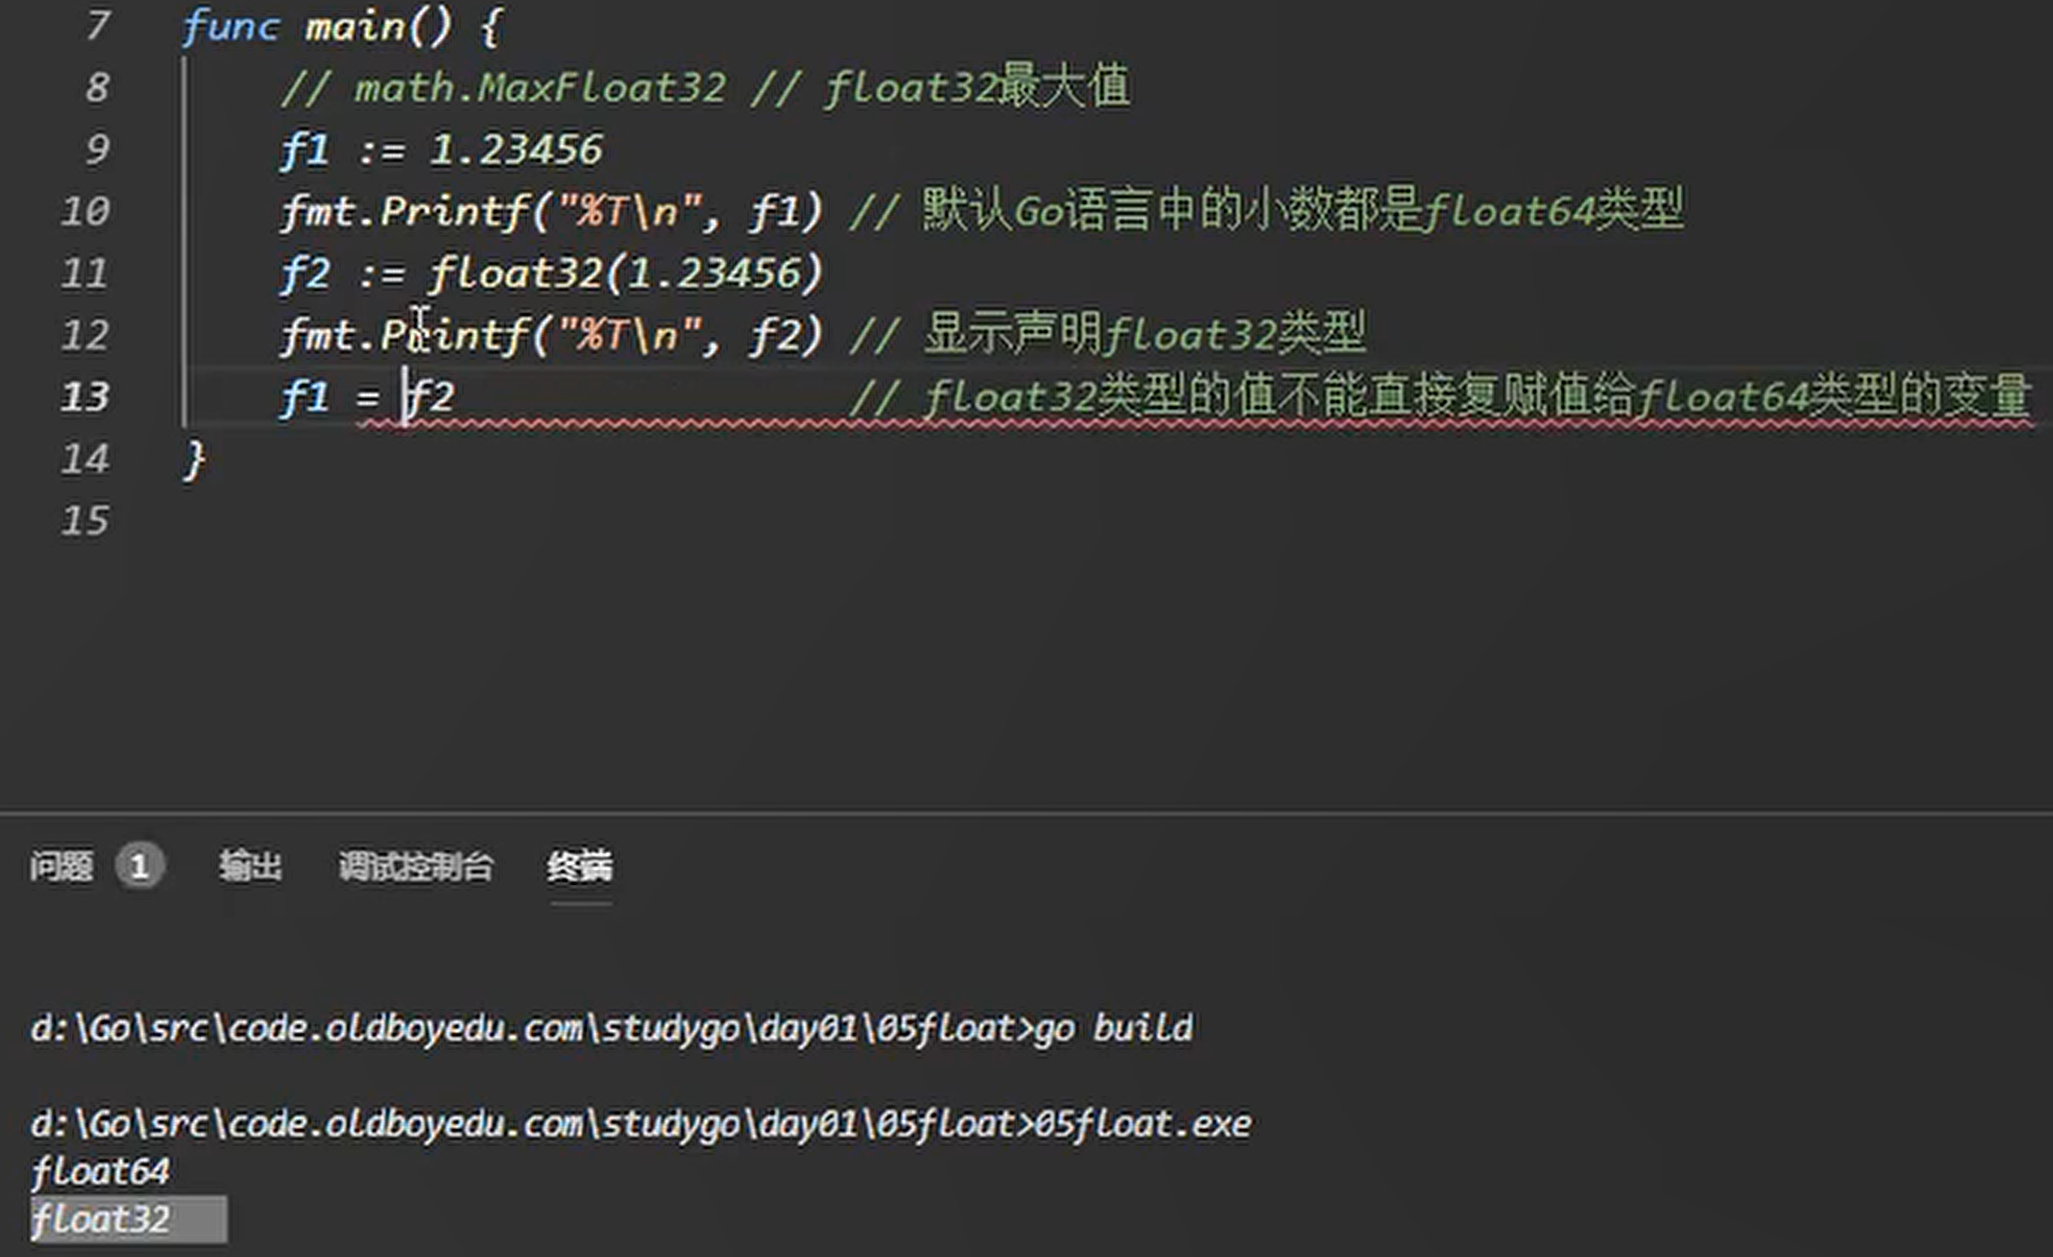 7 func main() {
8 // math.MaxFloat32 // float32最大值
9 f1 := 1.23456
10 fmt.Printf("%T\n", f1) // 默认Go语言中的小数都是float64类型
11 f2 := float32(1.23456)
12 fmt.Printf("%T\n", f2) // 显示声明float32类型
13 f1 = f2 // float32类型的值不能直接复赋值给float64类型的变量
14 }
15
问题 1 输出 调试控制台 终端
d:\Go\src\code.oldboyedu.com\studygo\day01\05float>go build
d:\Go\src\code.oldboyedu.com\studygo\day01\05float>05float.exe
float64
float32